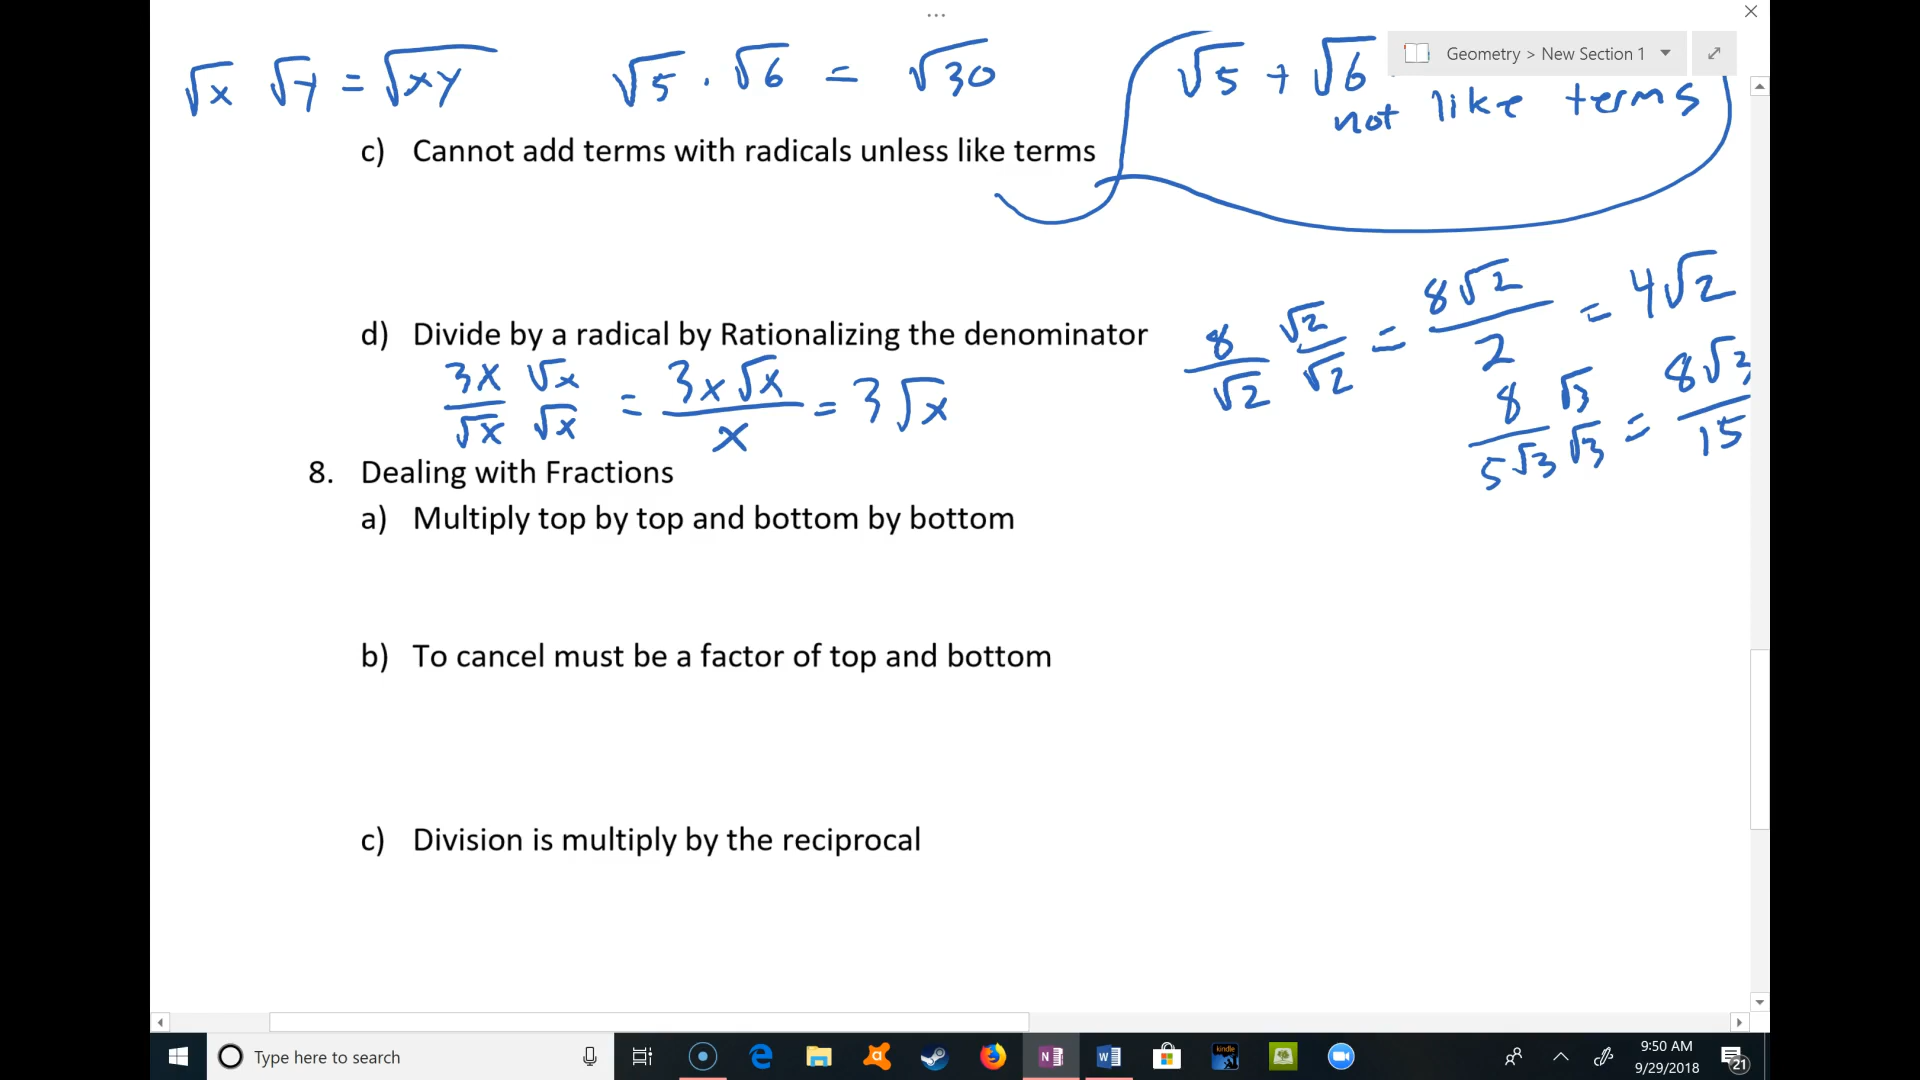 ...
Geometry > New Section 1
√x √y = √xy √5 · √6 = √30 √5 + √6
not like terms
c) Cannot add terms with radicals unless like terms
d) Divide by a radical by Rationalizing the denominator
8/√2 √2/√2 = 8√2/2 = 4√2
3x/√x √x/√x = 3x√x/x = 3√x
8/5√3 √3/√3 = 8√3/15
8. Dealing with Fractions
a) Multiply top by top and bottom by bottom
b) To cancel must be a factor of top and bottom
c) Division is multiply by the reciprocal
Type here to search
kindle
9:50 AM
9/29/2018
21